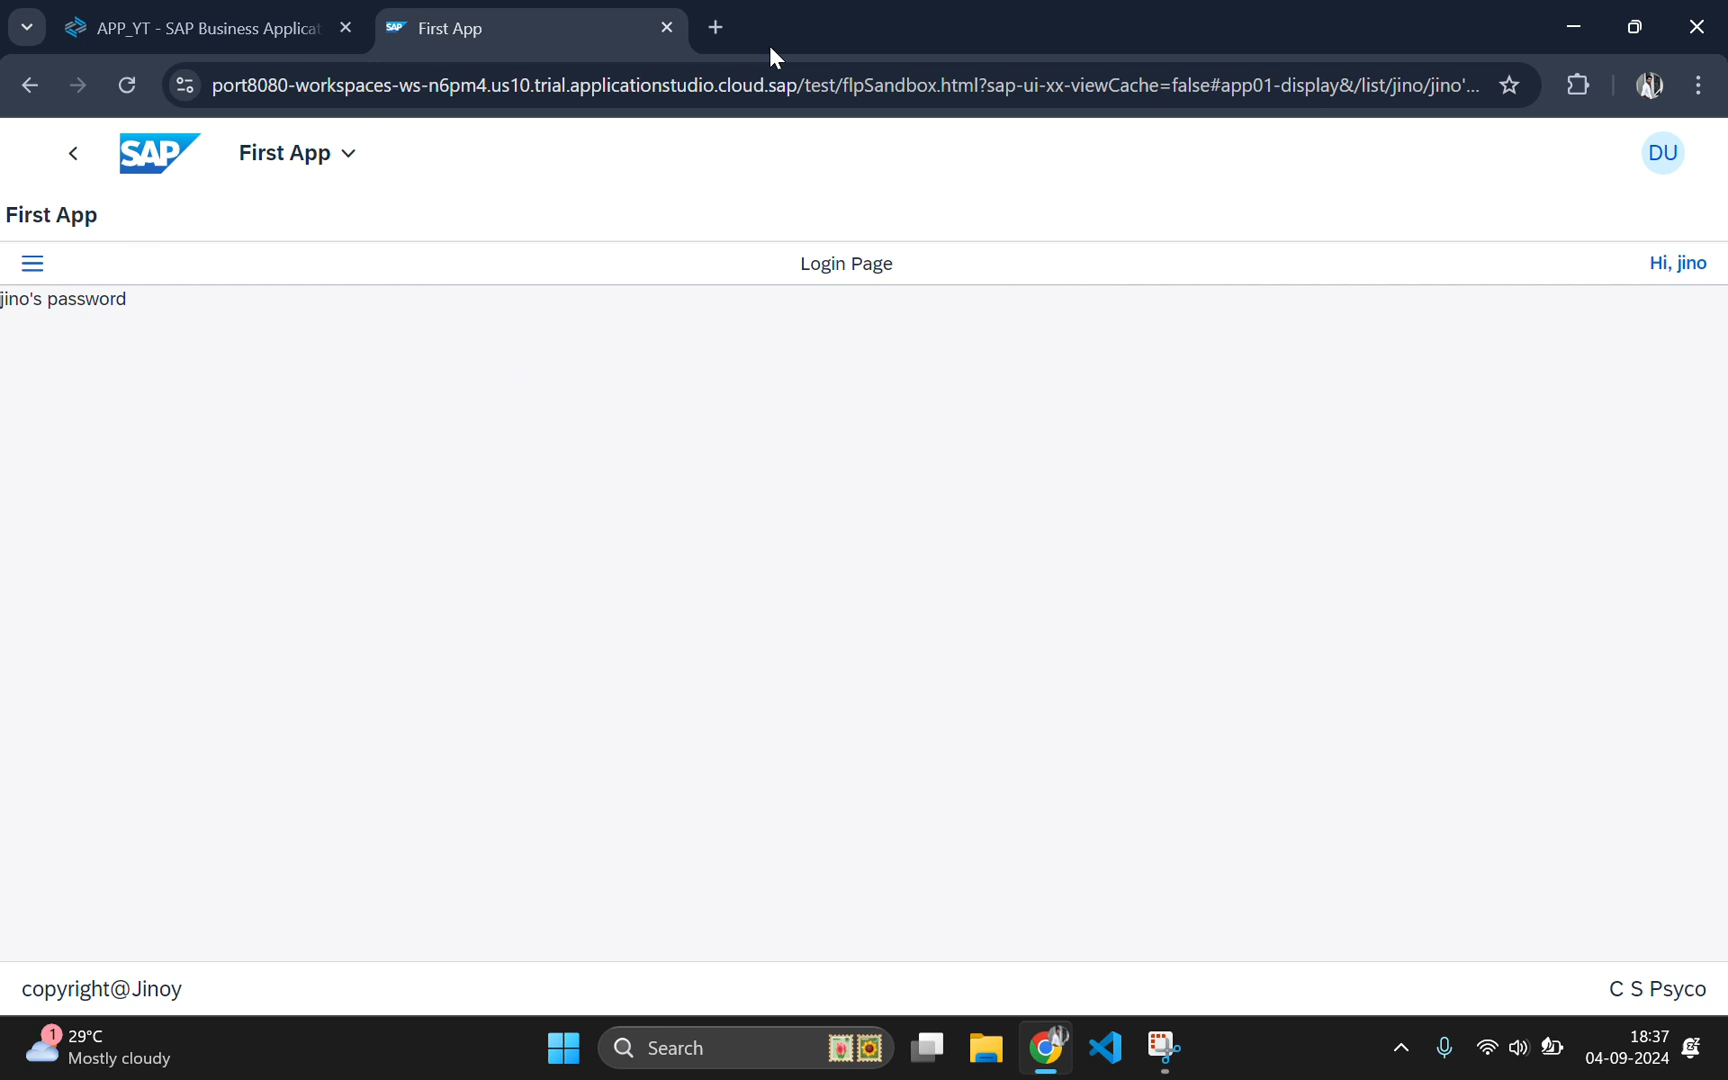 APP_YT - SAP Business Applicat
SAP First App
port8080-workspaces-ws-n6pm4.us10.trial.applicationstudio.cloud.sap/test/flpSandbox.html?sap-ui-xx-viewCache=false#app01-display&/list/jino/jino'...
SAP First App DU
First App
Login Page Hi, jino
jino's password
copyright@Jinoy C S Psyco
1 29°C
Mostly cloudy
Search
18:37
04-09-2024